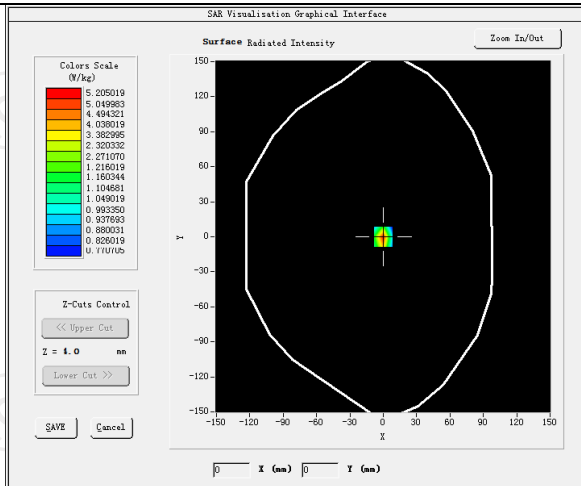 SAR Visualisation Graphical Interface
Surface Radiated Intensity
Zoom In/Out
Colors Scale
(W/kg)
5.205019
5.049983
4.494321
4.038019
3.382995
2.320332
2.271070
1.216019
1.160344
1.104681
1.049019
0.993350
0.937693
0.880031
0.826019
0.770705
Z-Cuts Control
<< Upper Cut
Z = 4.0 mm
Lower Cut >>
SAVE Cancel
150
120
90
60
30
0
-30
-60
-90
-120
-150
Y
-150 -120 -90 -60 -30 0 30 60 90 120 150
X
0 X (mm) 0 Y (mm)